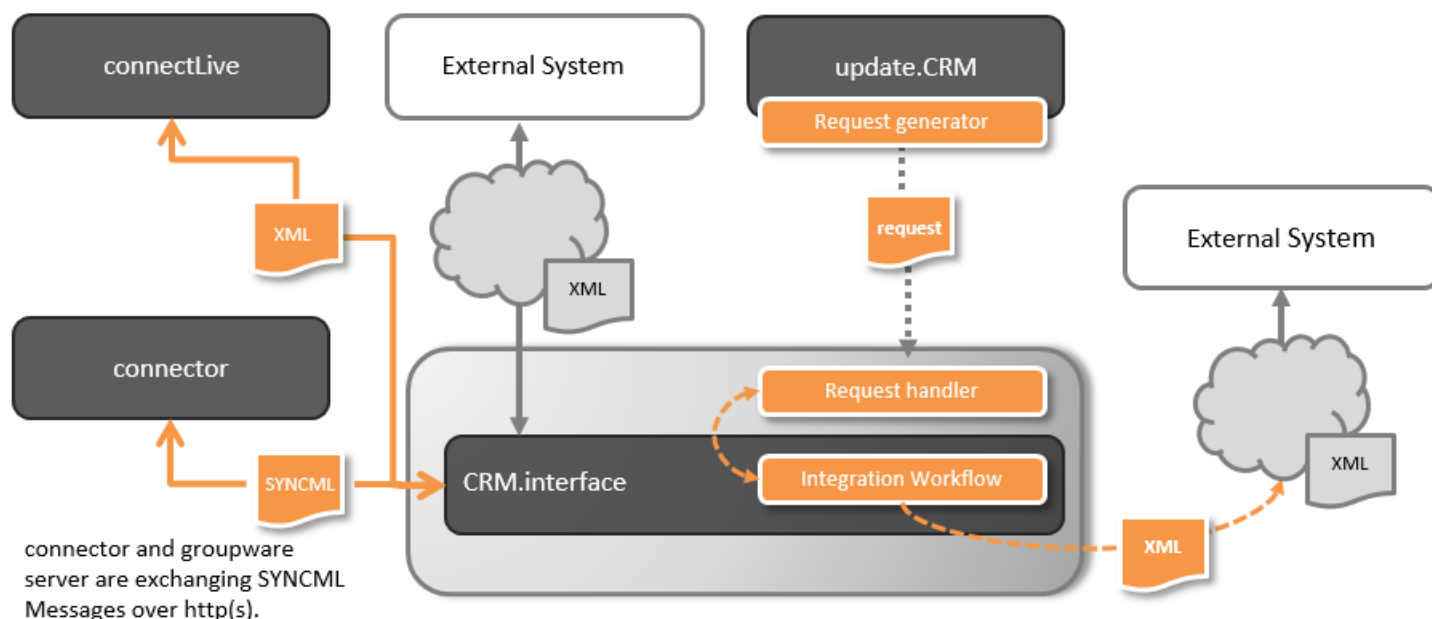 connectLive
External System
update.CRM
Request generator
XML
request
External System
XML
connector
Request handler
SYNCML
CRM.interface
Integration Workflow
XML
XML
connector and groupware
server are exchanging SYNCML
Messages over http(s).